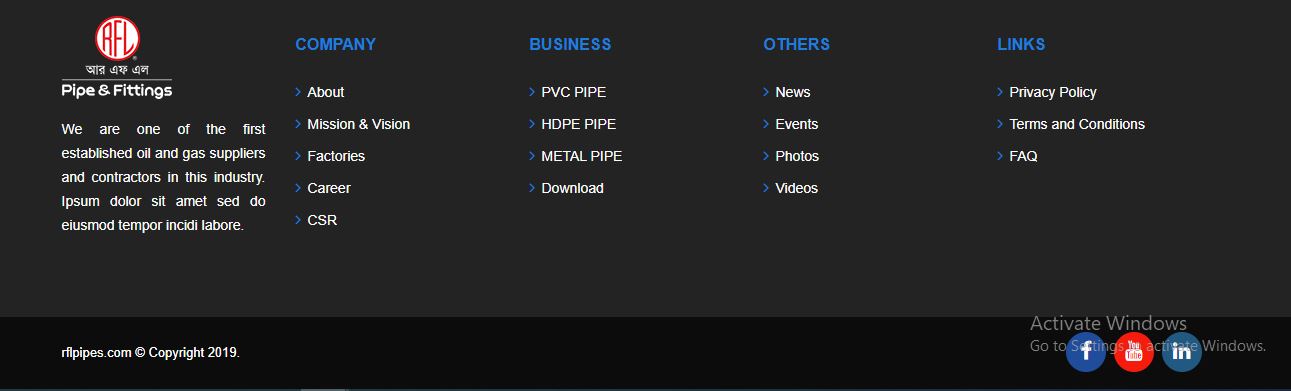 RFL
আর এফ এল
Pipe & Fittings
We are one of the first
established oil and gas suppliers
and contractors in this industry.
Ipsum dolor sit amet sed do
eiusmod tempor incidi labore.
COMPANY
About
Mission & Vision
Factories
Career
CSR
BUSINESS
PVC PIPE
HDPE PIPE
METAL PIPE
Download
OTHERS
News
Events
Photos
Videos
LINKS
Privacy Policy
Terms and Conditions
FAQ
rflpipes.com © Copyright 2019.
Activate Windows
Go to Settings to activate Windows.
f
You
Tube
in